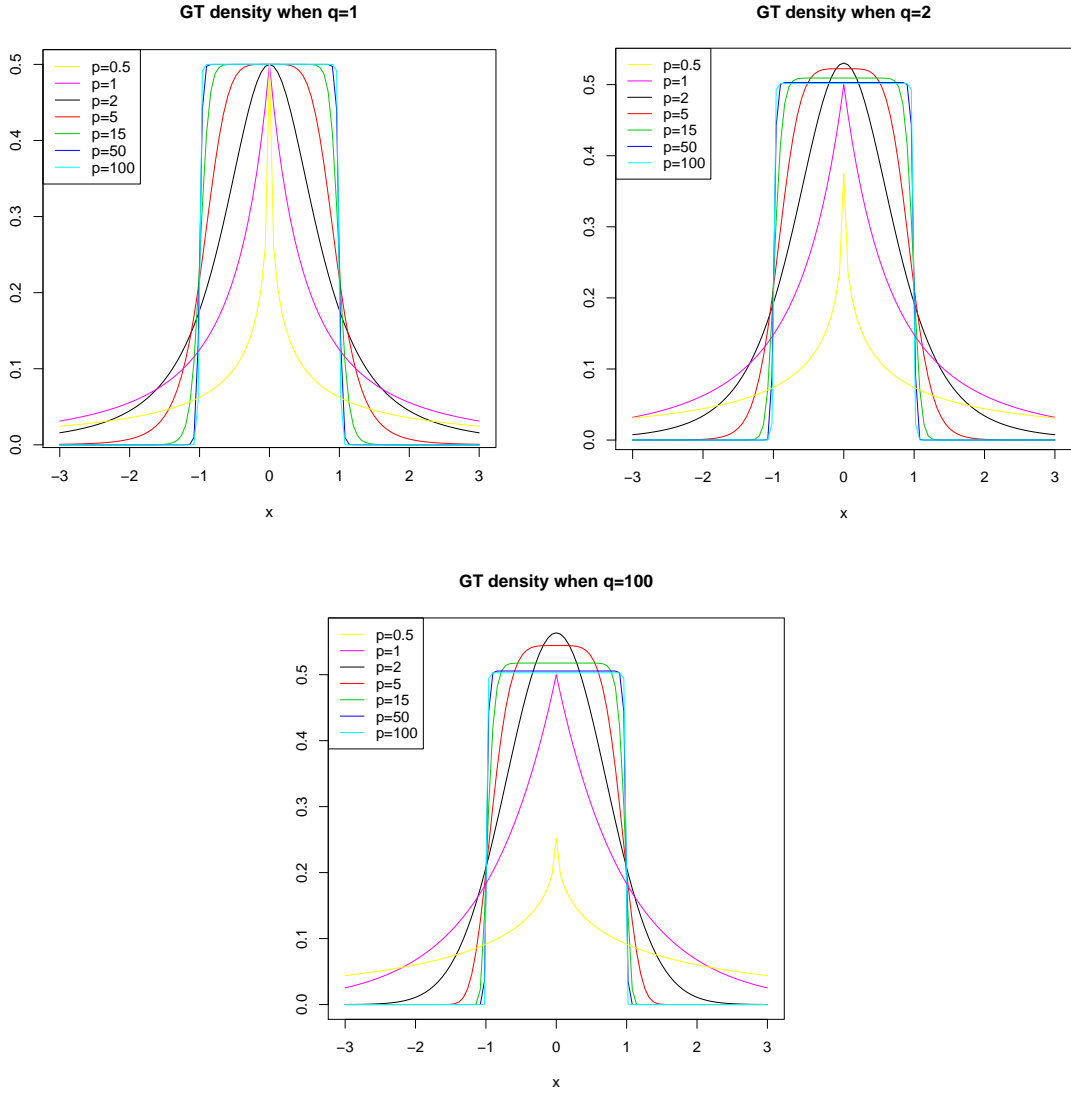 GT density when q=1
p=0.5
p=1
p=2
p=5
p=15
p=50
p=100
0.0
0.1
0.2
0.3
0.4
0.5
−3
−2
−1
0
1
2
3
x
GT density when q=2
p=0.5
p=1
p=2
p=5
p=15
p=50
p=100
0.0
0.1
0.2
0.3
0.4
0.5
−3
−2
−1
0
1
2
3
x
GT density when q=100
p=0.5
p=1
p=2
p=5
p=15
p=50
p=100
0.0
0.1
0.2
0.3
0.4
0.5
−3
−2
−1
0
1
2
3
x